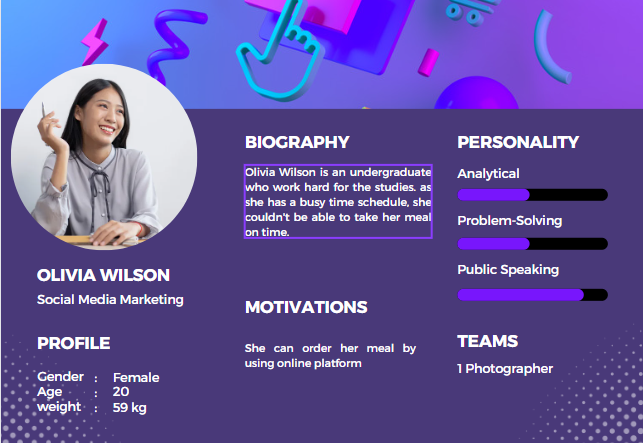 OLIVIA WILSON
Social Media Marketing
PROFILE
Gender : Female
Age : 20
weight : 59 kg
BIOGRAPHY
Olivia Wilson is an undergraduate
who work hard for the studies. as
she has a busy time schedule, she
couldn't be able to take her meal
on time.
MOTIVATIONS
She can order her meal by
using online platform
PERSONALITY
Analytical
Problem-Solving
Public Speaking
TEAMS
1 Photographer